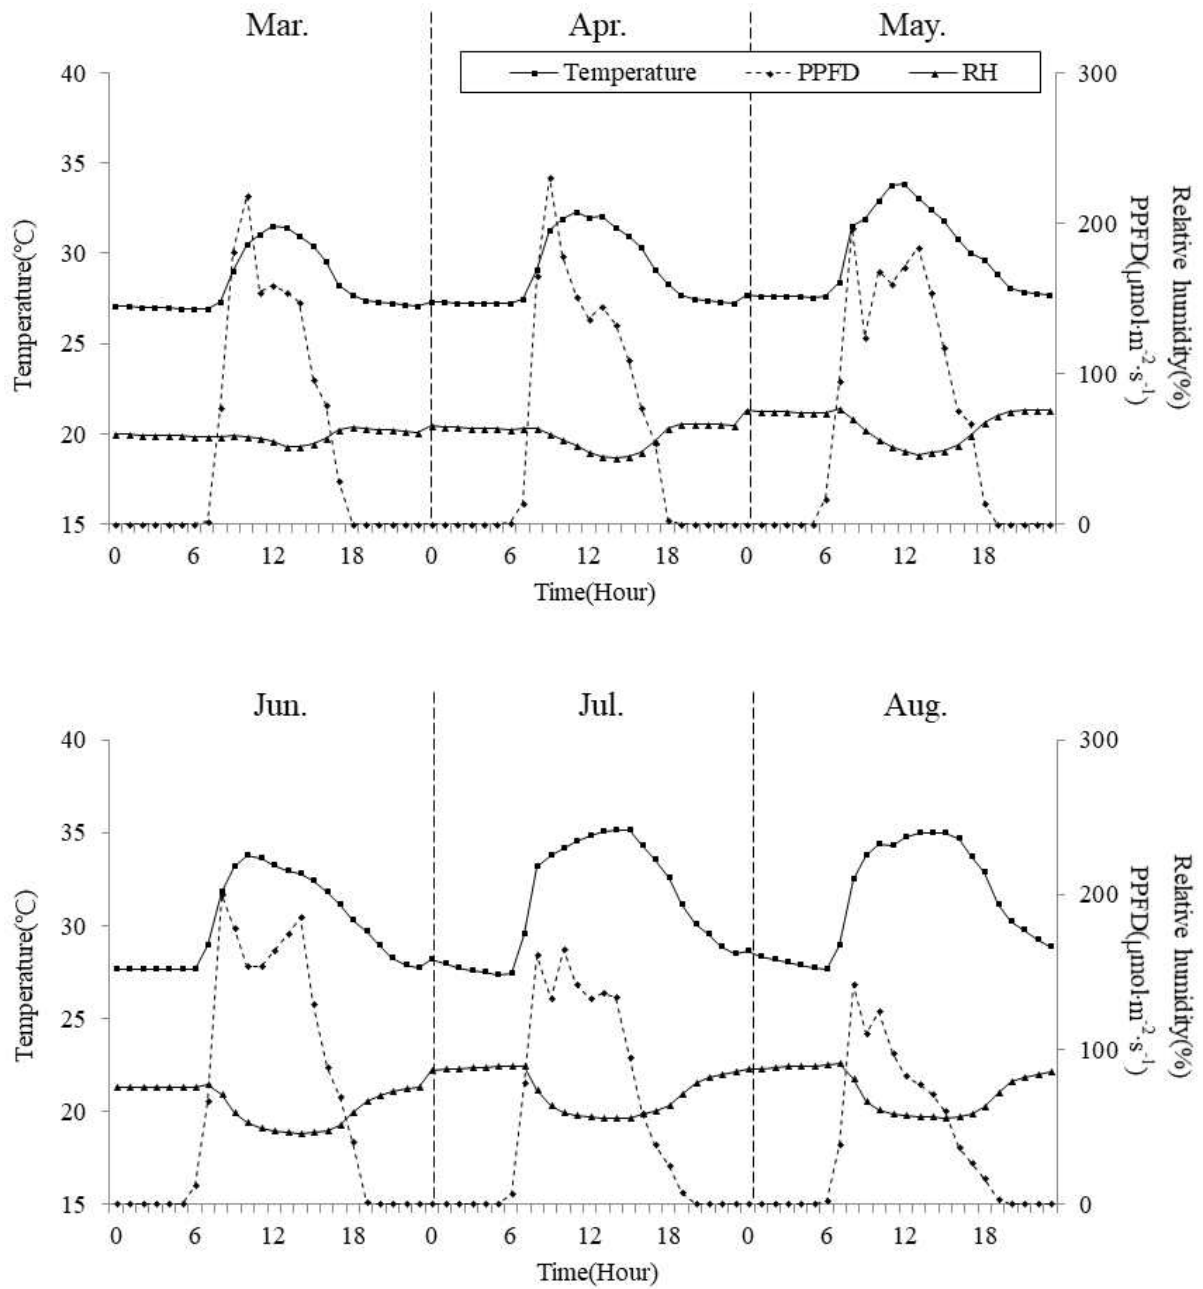 Mar. Apr. May.
Temperature PPFD RH
40 300
35
30 200
25
100
20
15 0
0 6 12 18 0 6 12 18 0 6 12 18
Time(Hour)
Temperature(℃)
Relative humidity(%)
PPFD(μmol·m⁻²·s⁻¹)
Jun. Jul. Aug.
40 300
35
30 200
25
100
20
15 0
0 6 12 18 0 6 12 18 0 6 12 18
Time(Hour)
Temperature(℃)
Relative humidity(%)
PPFD(μmol·m⁻²·s⁻¹)